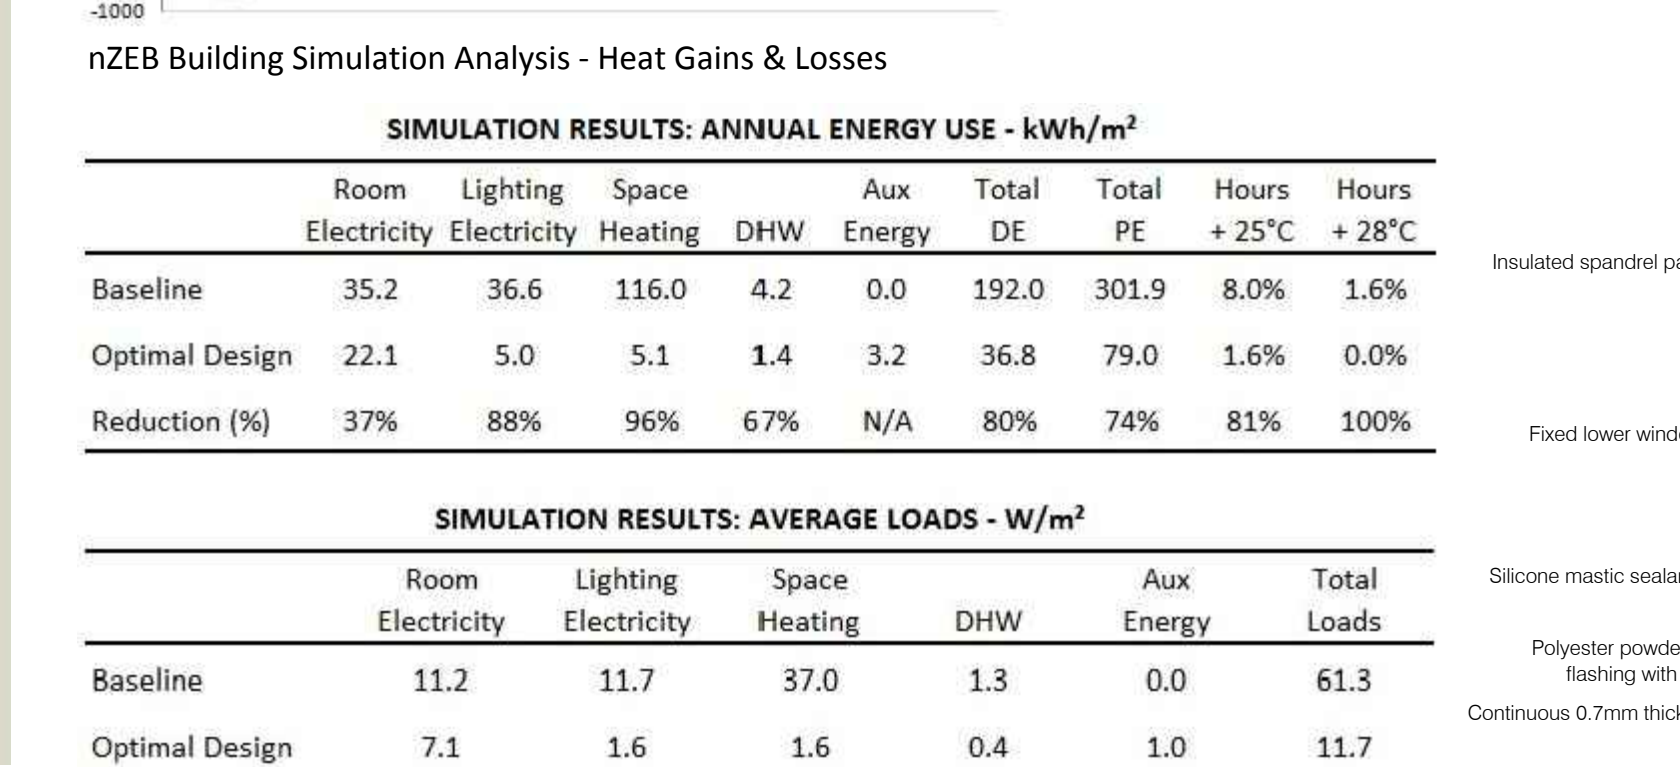 -1000
nZEB Building Simulation Analysis - Heat Gains & Losses
SIMULATION RESULTS: ANNUAL ENERGY USE - kWh/m²
Room Lighting Space Aux Total Total Hours Hours
Electricity Electricity Heating DHW Energy DE PE + 25°C + 28°C
Baseline 35.2 36.6 116.0 4.2 0.0 192.0 301.9 8.0% 1.6%
Optimal Design 22.1 5.0 5.1 1.4 3.2 36.8 79.0 1.6% 0.0%
Reduction (%) 37% 88% 96% 67% N/A 80% 74% 81% 100%
SIMULATION RESULTS: AVERAGE LOADS - W/m²
Room Lighting Space Aux Total
Electricity Electricity Heating DHW Energy Loads
Baseline 11.2 11.7 37.0 1.3 0.0 61.3
Optimal Design 7.1 1.6 1.6 0.4 1.0 11.7
Insulated spandrel
Fixed lower
Silicone mastic
Polyester
flashing with
Continuous 0.7mm